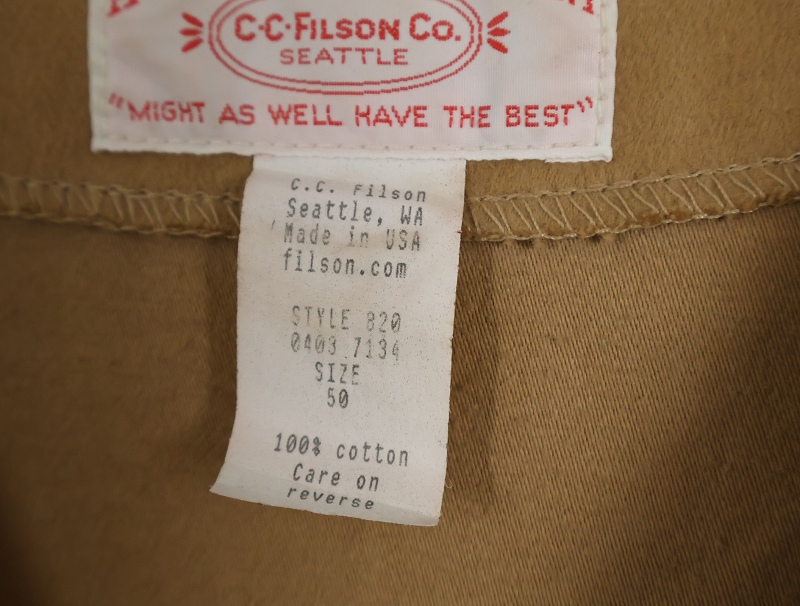 C·C·FILSON CO.
SEATTLE
"MIGHT AS WELL HAVE THE BEST"
C.C. Filson
Seattle, WA
Made in USA
filson.com
STYLE 820
0403 7134
SIZE
50
100% cotton
Care on
reverse